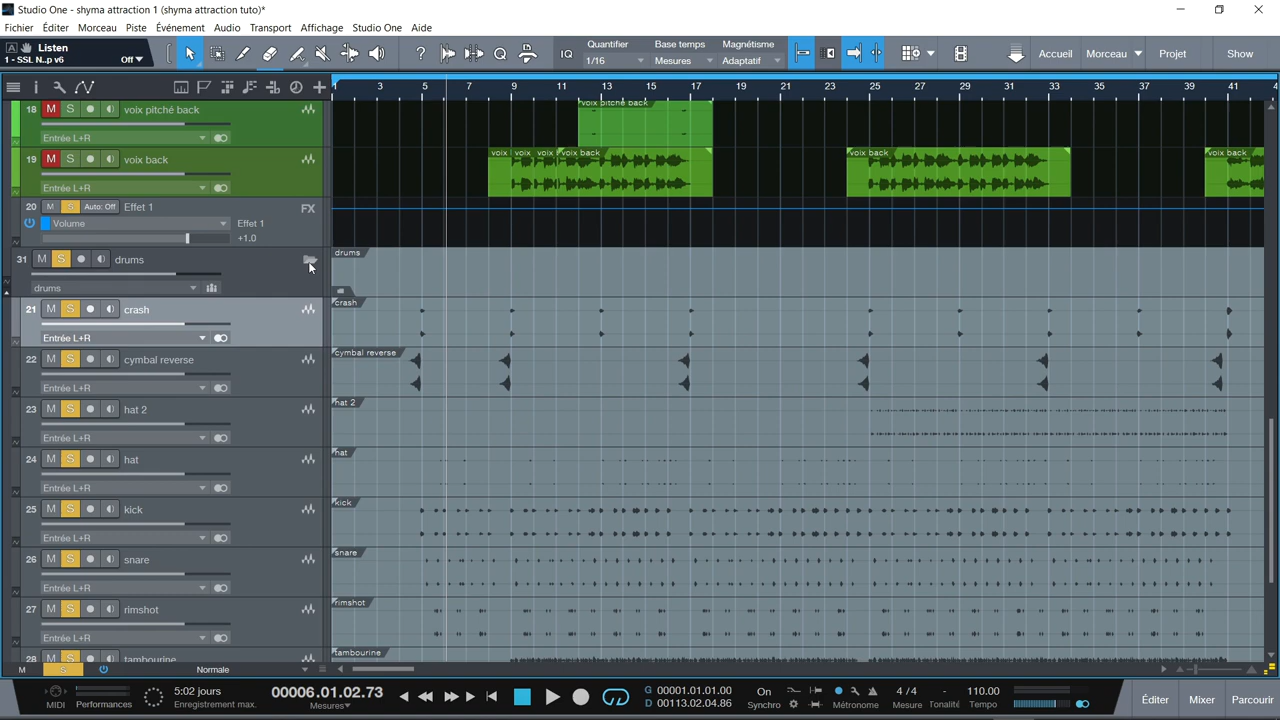 Studio One - shyma attraction 1 (shyma attraction tuto)*
Fichier Éditer Morceau Piste Événement Audio Transport Affichage Studio One Aide
A Listen
1 - SSL N..p v6 Off
IQ Quantifier 1/16 Base temps Mesures Magnétisme Adaptatif Accueil Morceau Projet Show
1 3 5 7 9 11 13 15 17 19 21 23 25 27 29 31 33 35 37 39 41 4
18 M S voix pitché back
Entrée L+R
voix pitché back
19 M S voix back
Entrée L+R
voix voix voix voix back voix back voix back
20 M S Auto: Off Effet 1 FX
Volume Effet 1
+1.0
31 M S drums
drums
drums
21 M S crash
Entrée L+R
crash
22 M S cymbal reverse
Entrée L+R
cymbal reverse
23 M S hat 2
Entrée L+R
hat 2
24 M S hat
Entrée L+R
hat
25 M S kick
Entrée L+R
kick
26 M S snare
Entrée L+R
snare
27 M S rimshot
Entrée L+R
rimshot
28 M S tambourine
tambourine
M S Normale
MIDI Performances 5:02 jours Enregistrement max. 00006.01.02.73 Mesures G 00001.01.01.00 D 00113.02.04.86 On Synchro Métronome 4 / 4 Mesure - Tonalité 110.00 Tempo Éditer Mixer Parcourir